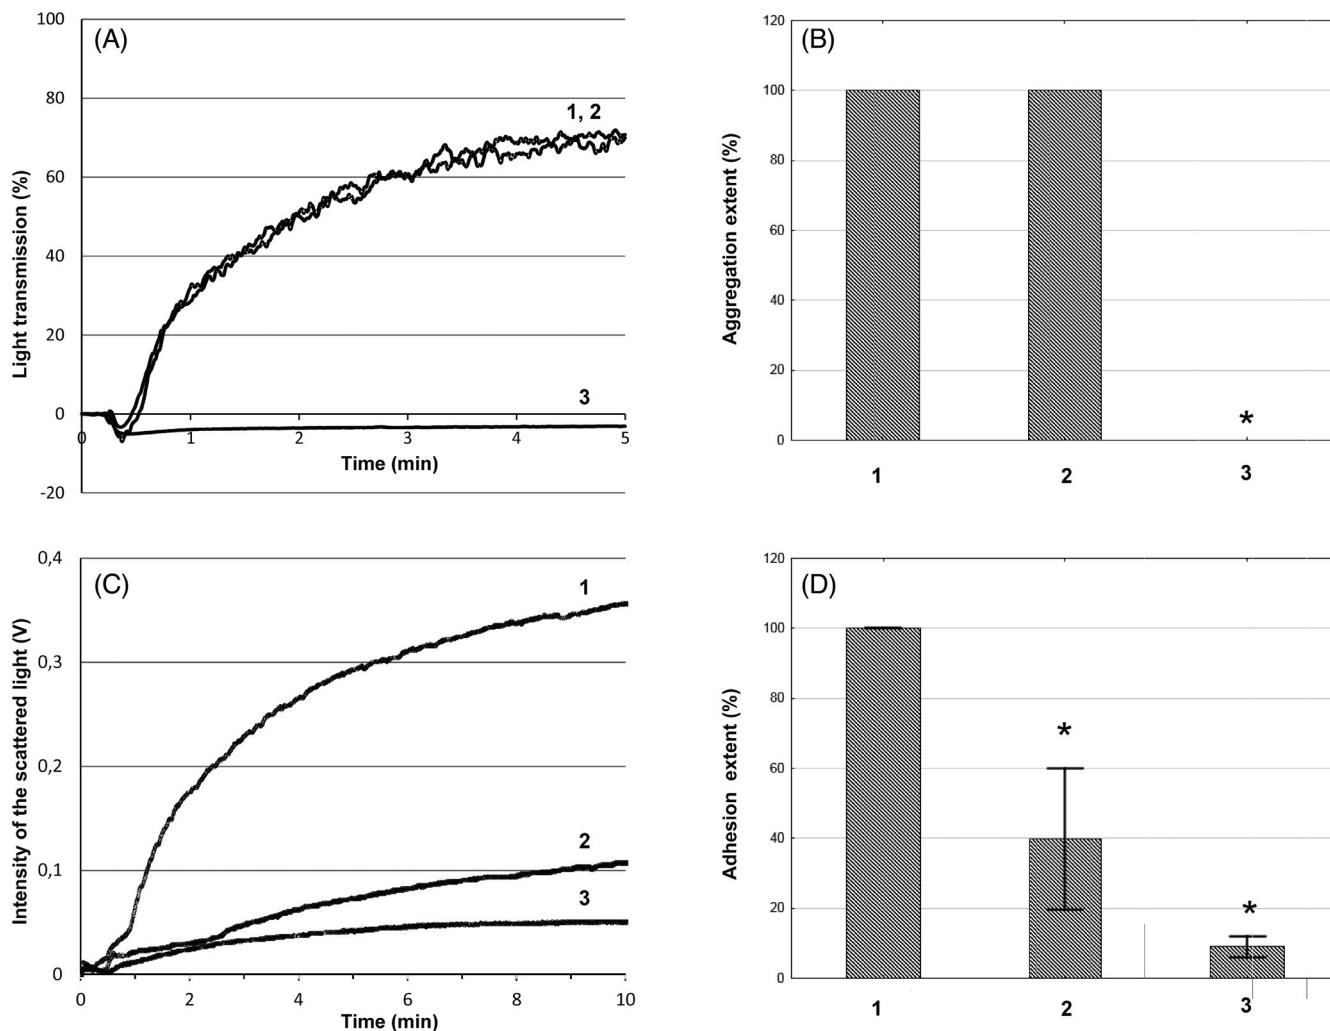 (A)
Light transmission (%)
100
80
60
40
20
0
-20
1, 2
3
0 1 2 3 4 5
Time (min)
(B)
Aggregation extent (%)
120
100
80
60
40
20
0
*
1 2 3
(C)
Intensity of the scattered light (V)
0,4
0,3
0,2
0,1
0
1
2
3
0 2 4 6 8 10
Time (min)
(D)
Adhesion extent (%)
120
100
80
60
40
20
0
*
*
1 2 3